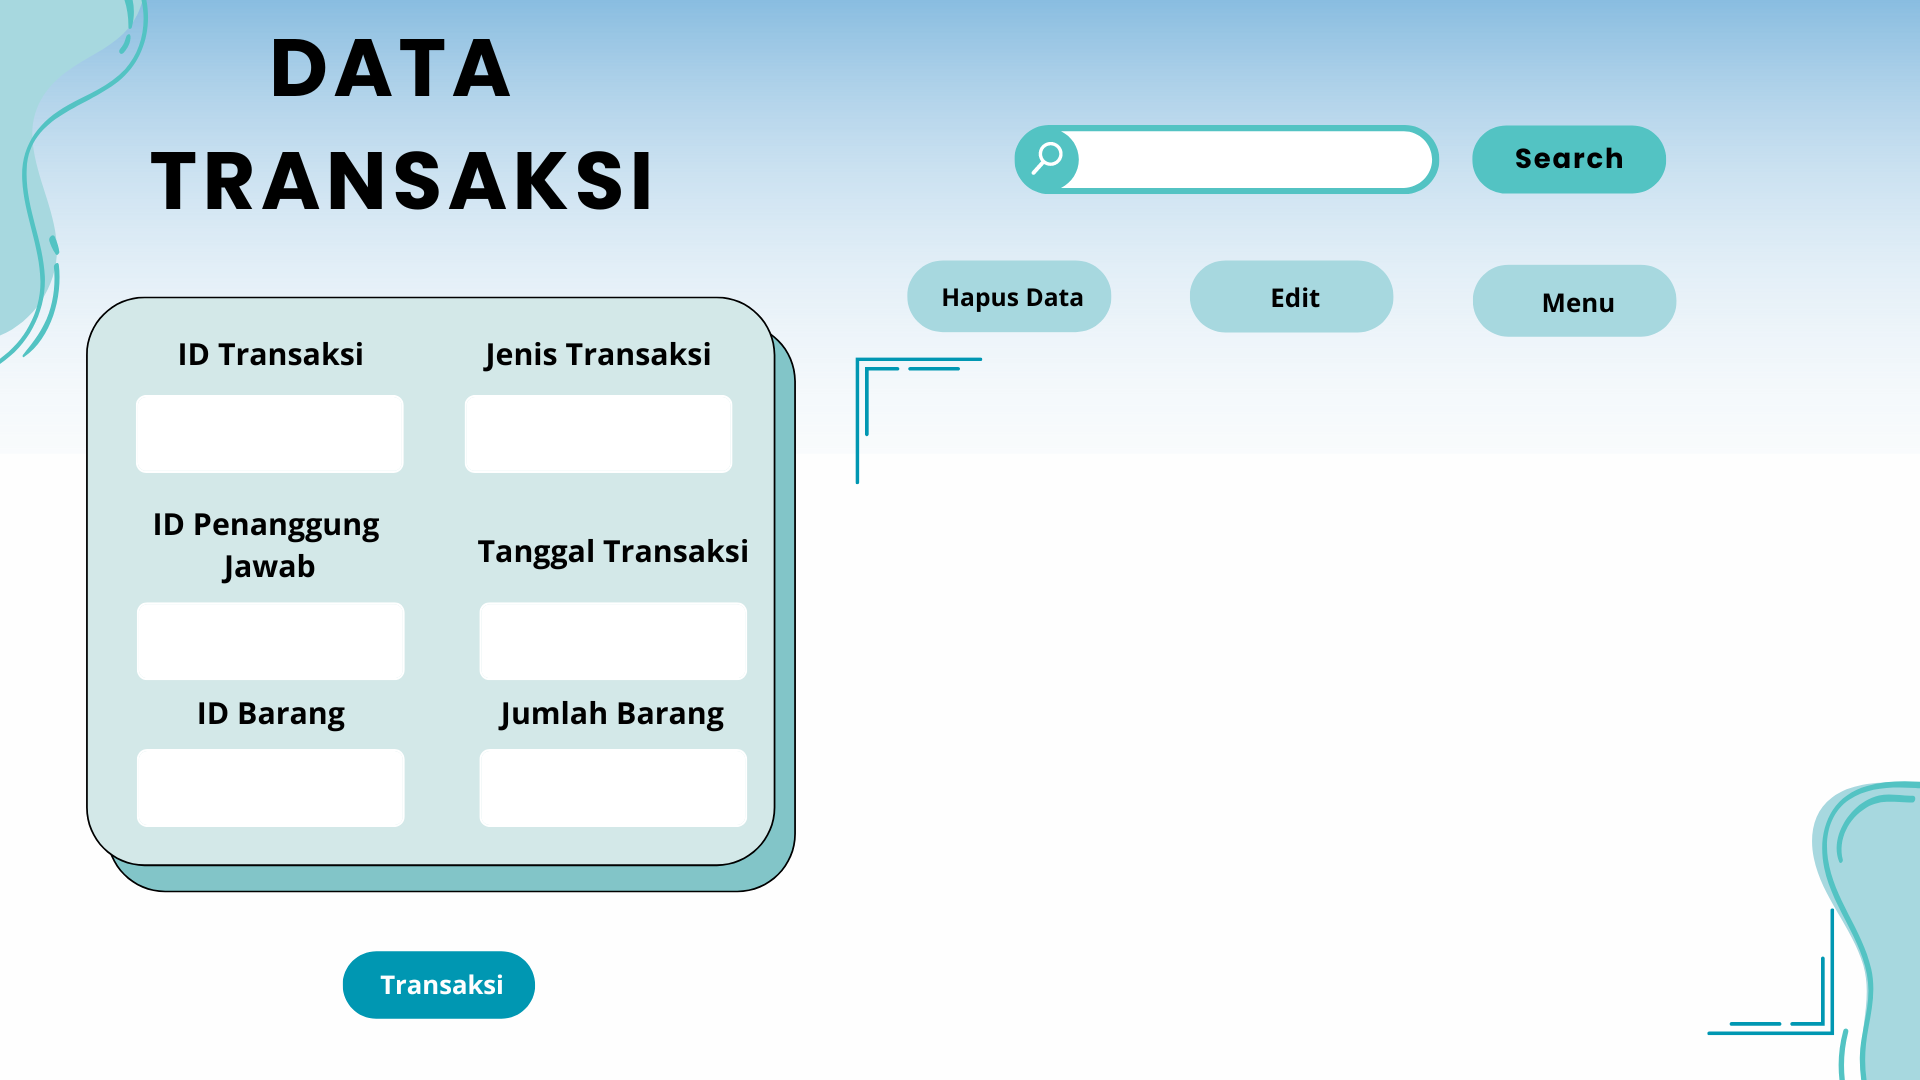 DATA
TRANSAKSI
Search
Hapus Data
Edit
Menu
ID Transaksi
Jenis Transaksi
ID Penanggung
Jawab
Tanggal Transaksi
ID Barang
Jumlah Barang
Transaksi